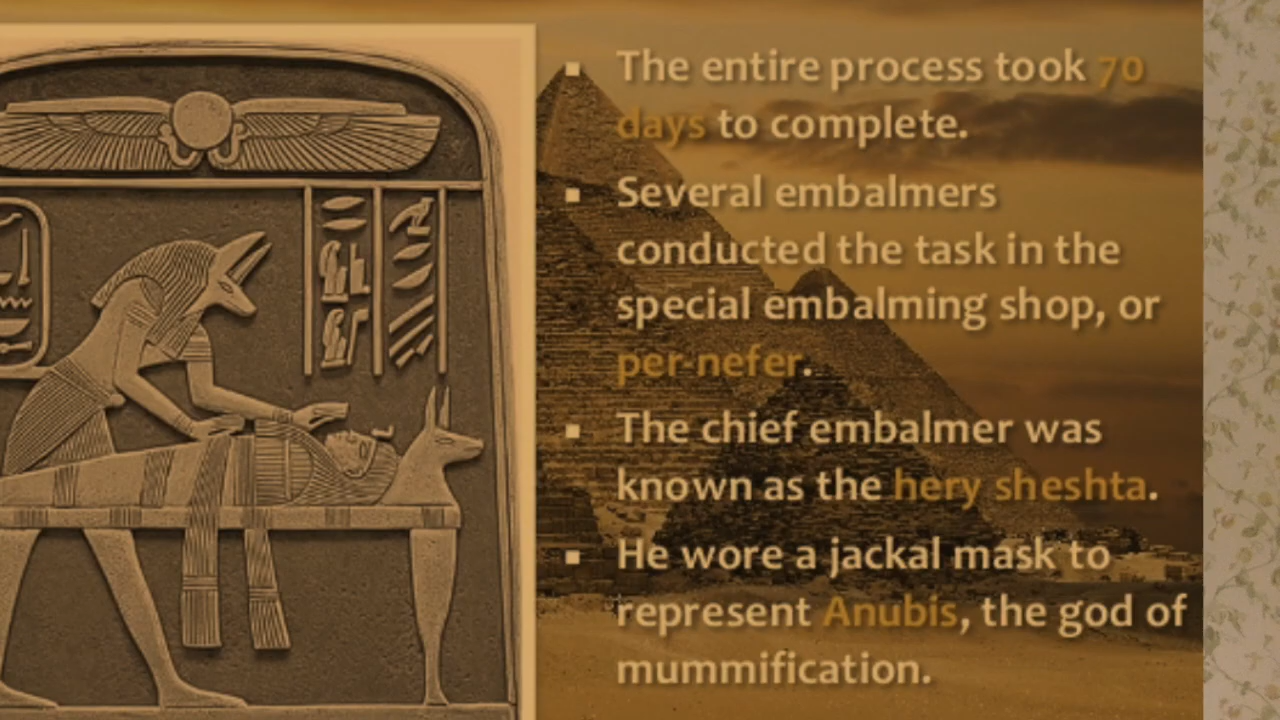 ▪ The entire process took 70
days to complete.
▪ Several embalmers
conducted the task in the
special embalming shop, or
per-nefer.
▪ The chief embalmer was
known as the hery sheshta.
▪ He wore a jackal mask to
represent Anubis, the god of
mummification.